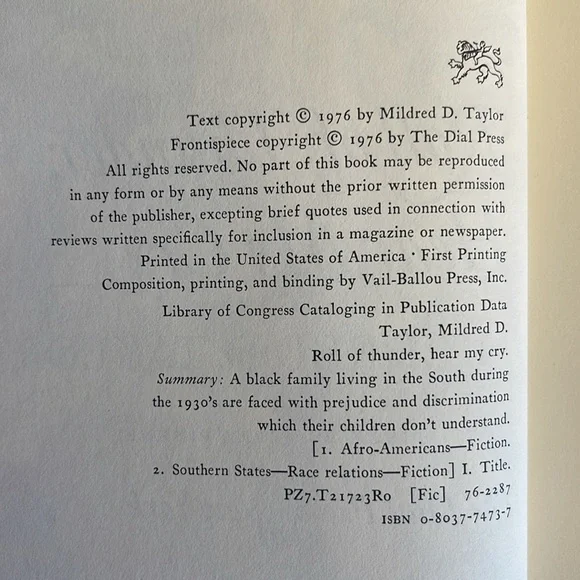 Text copyright © 1976 by Mildred D. Taylor
Frontispiece copyright © 1976 by The Dial Press
All rights reserved. No part of this book may be reproduced
in any form or by any means without the prior written permission
of the publisher, excepting brief quotes used in connection with
reviews written specifically for inclusion in a magazine or newspaper.
Printed in the United States of America · First Printing
Composition, printing, and binding by Vail-Ballou Press, Inc.
Library of Congress Cataloging in Publication Data
Taylor, Mildred D.
Roll of thunder, hear my cry.
Summary: A black family living in the South during
the 1930's are faced with prejudice and discrimination
which their children don't understand.
[1. Afro-Americans—Fiction.
2. Southern States—Race relations—Fiction] I. Title.
PZ7.T21723Ro [Fic] 76-2287
ISBN 0-8037-7473-7